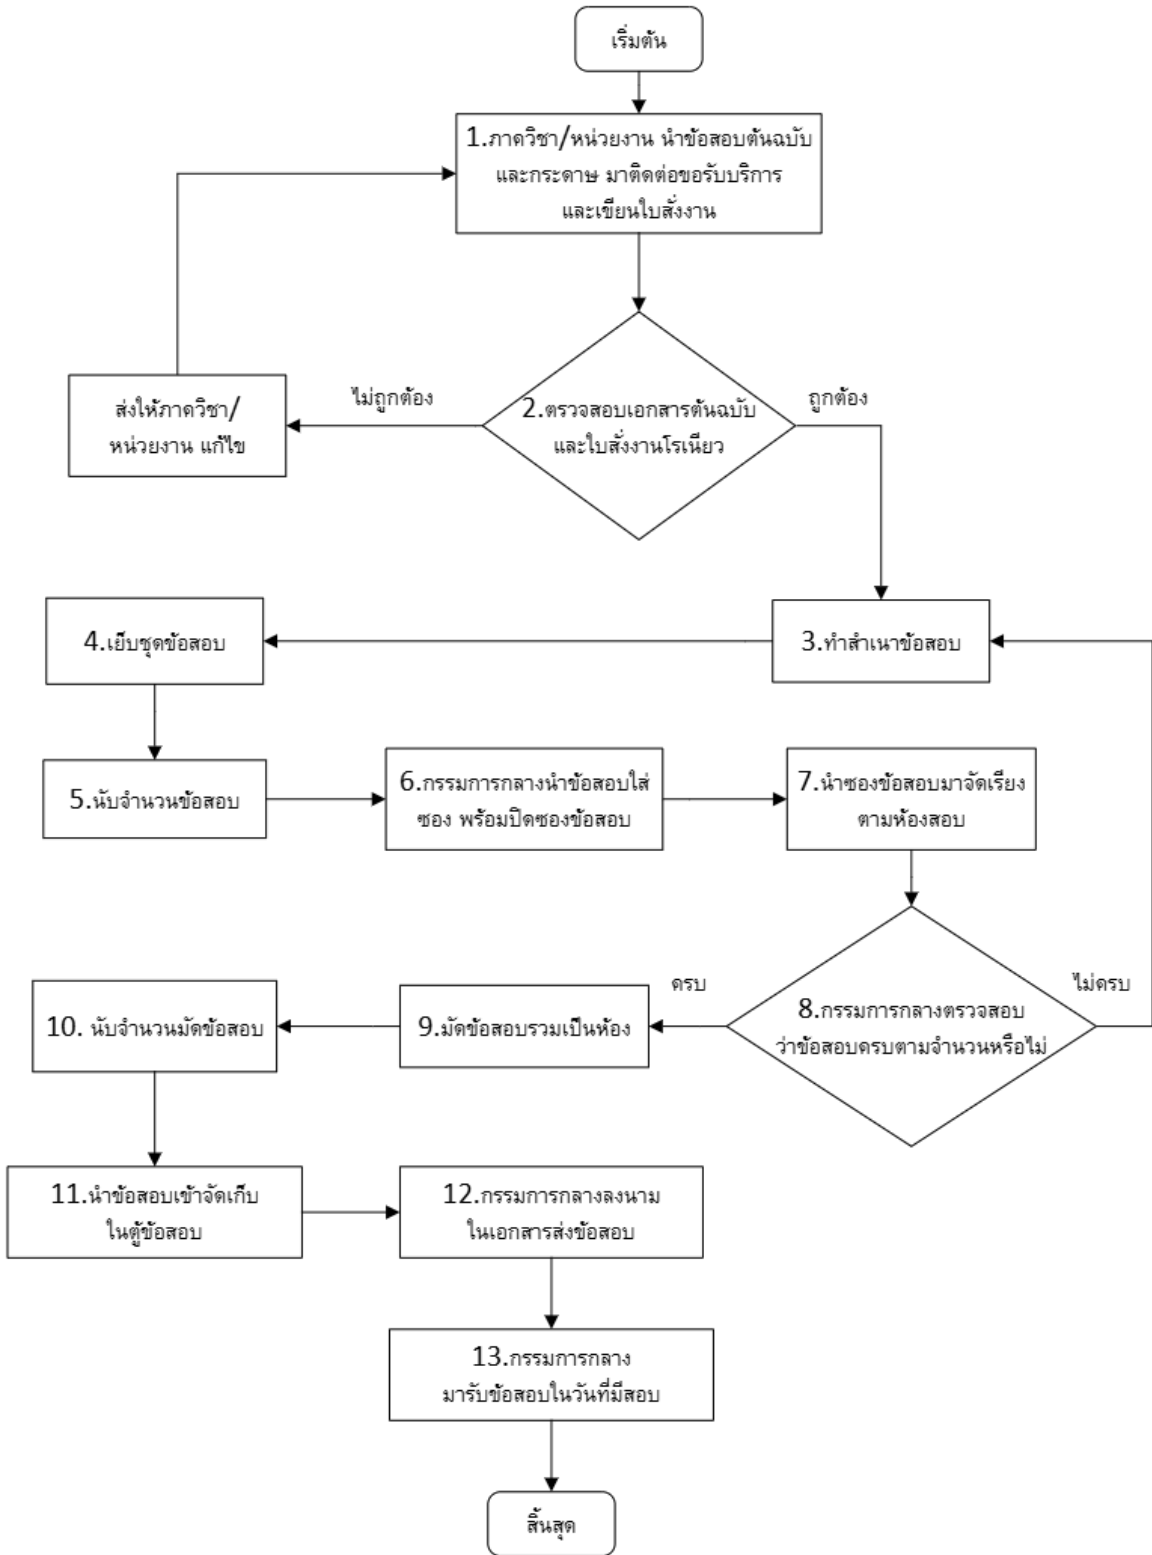 เริ่มต้น
1.ภาควิชา/หน่วยงาน นำข้อสอบต้นฉบับ
และกระดาษ มาติดต่อขอรับบริการ
และเขียนใบสั่งงาน
ไม่ถูกต้อง
ถูกต้อง
ส่งให้ภาควิชา/
หน่วยงาน แก้ไข
2.ตรวจสอบเอกสารต้นฉบับ
และใบสั่งงานโรเนียว
4.เย็บชุดข้อสอบ
3.ทำสำเนาข้อสอบ
5.นับจำนวนข้อสอบ
6.กรรมการกลางนำข้อสอบใส่
ซอง พร้อมปิดซองข้อสอบ
7.นำซองข้อสอบมาจัดเรียง
ตามห้องสอบ
ครบ
ไม่ครบ
8.กรรมการกลางตรวจสอบ
ว่าข้อสอบครบตามจำนวนหรือไม่
9.มัดข้อสอบรวมเป็นห้อง
10. นับจำนวนมัดข้อสอบ
11.นำข้อสอบเข้าจัดเก็บ
ในตู้ข้อสอบ
12.กรรมการกลางลงนาม
ในเอกสารส่งข้อสอบ
13.กรรมการกลาง
มารับข้อสอบในวันที่มีสอบ
สิ้นสุด